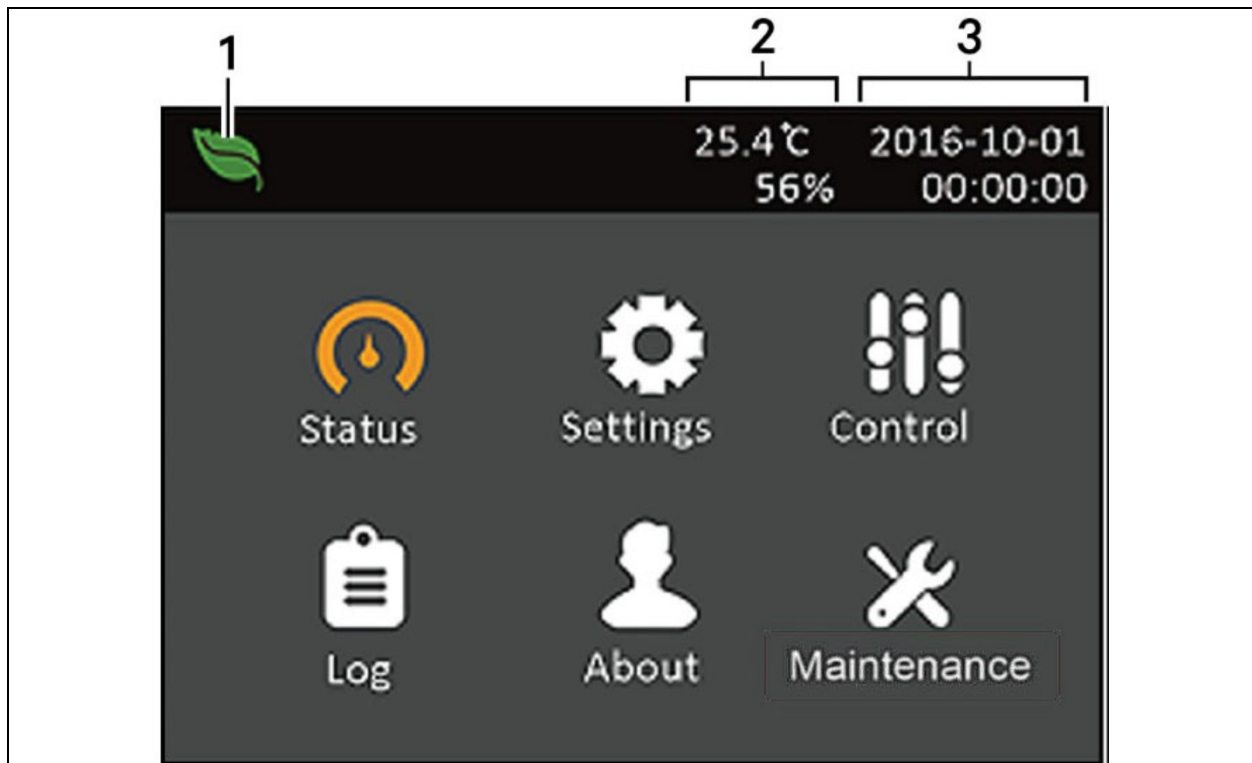 1 2 3
25.4℃ 2016-10-01
56% 00:00:00
Status Settings Control
Log About Maintenance